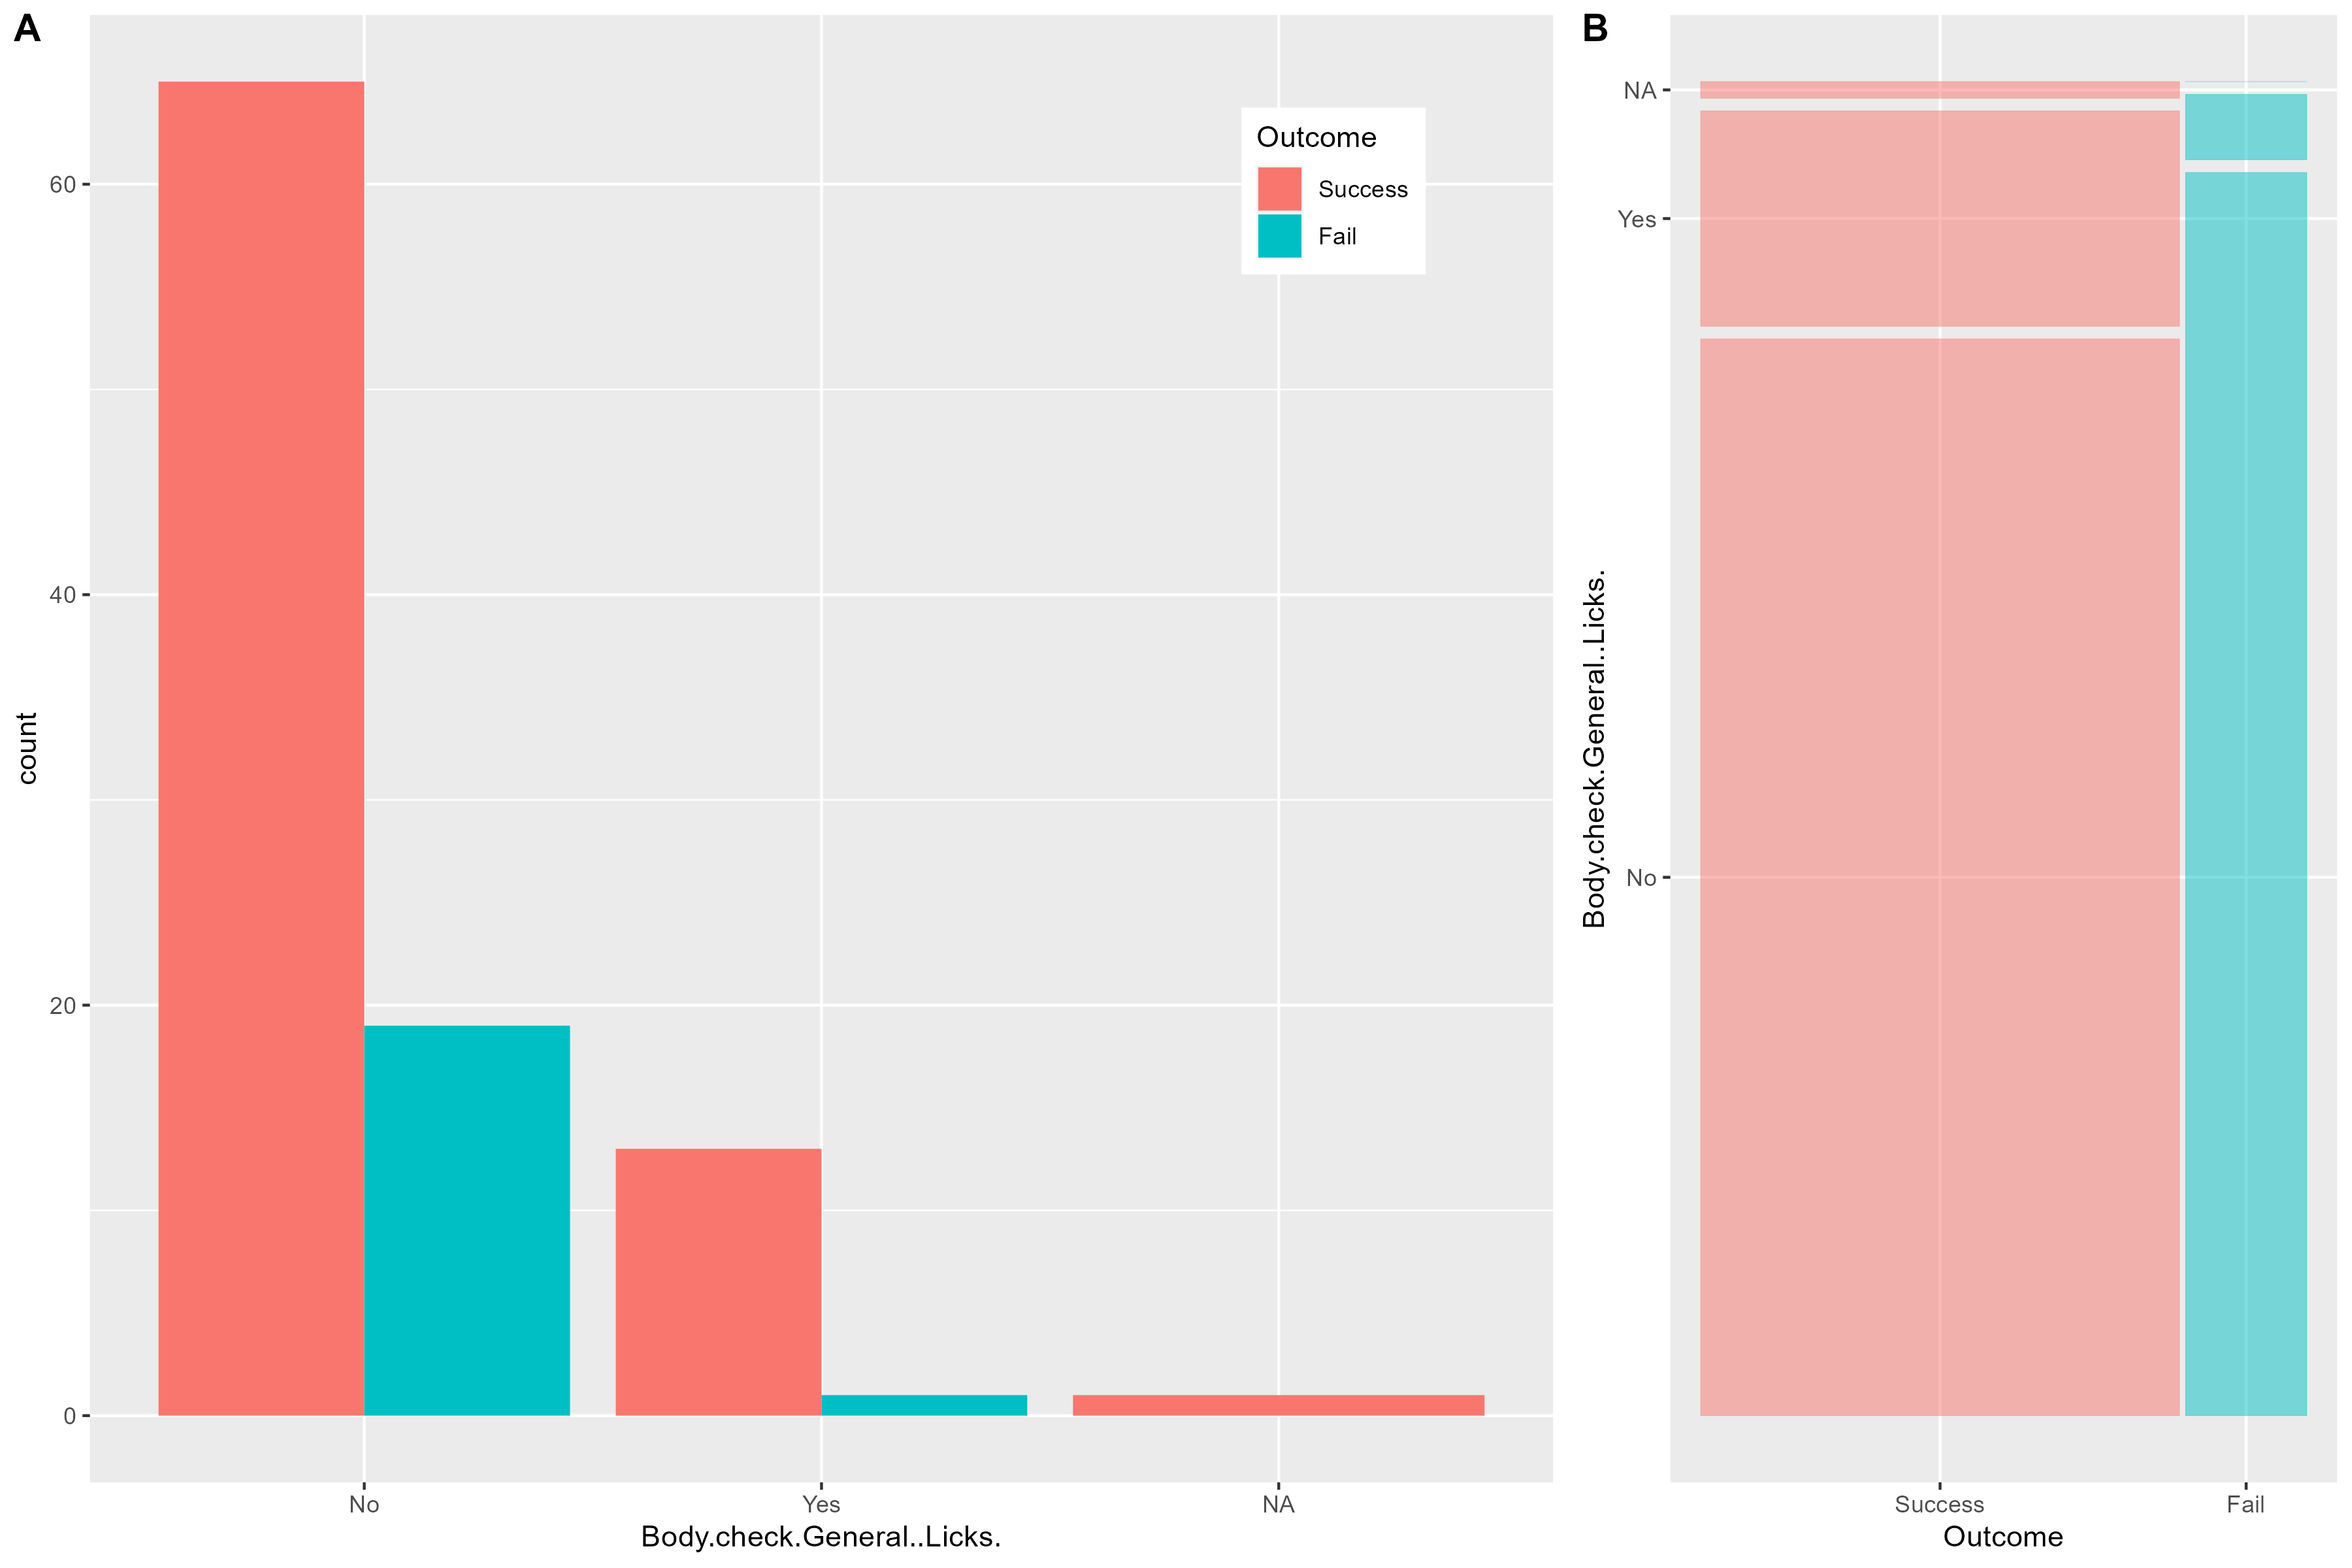 A
count
60
40
20
0
Outcome
Success
Fail
No
Yes
NA
Body.check.General..Licks.
B
Body.check.General..Licks.
NA
Yes
No
Success
Fail
Outcome